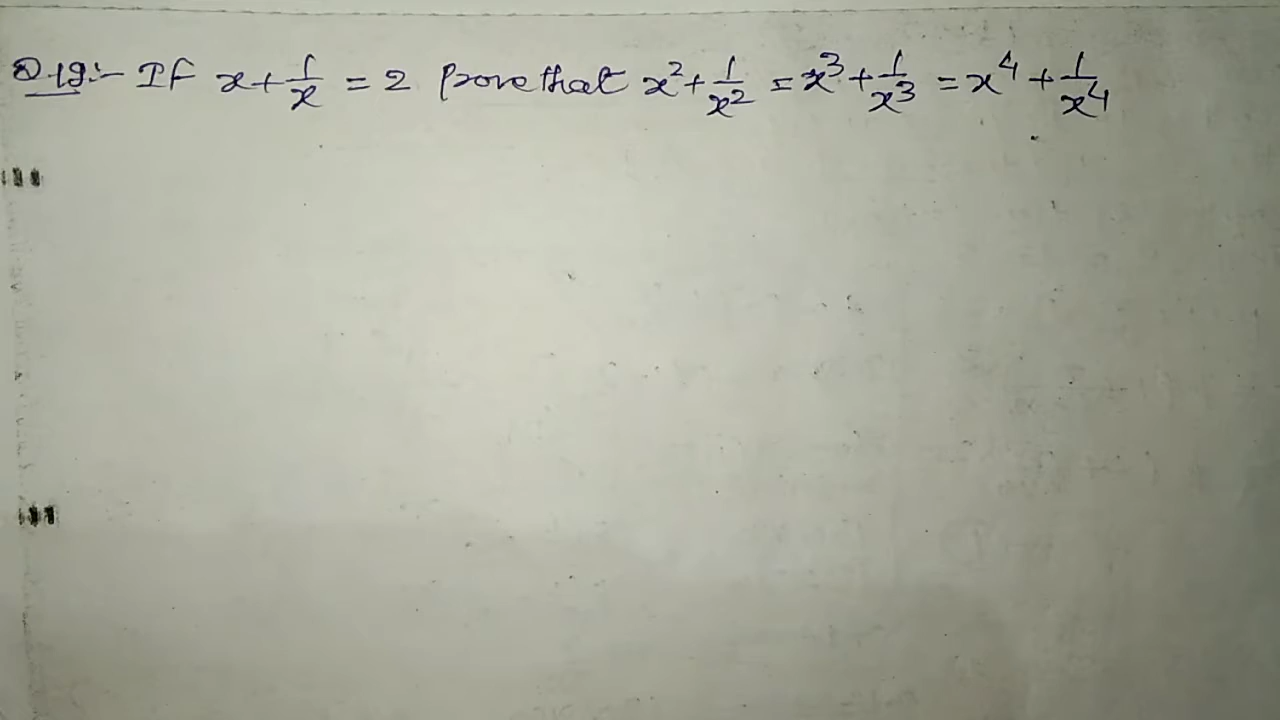 Q.19:- If x + 1/x = 2 prove that x² + 1/x² = x³ + 1/x³ = x⁴ + 1/x⁴